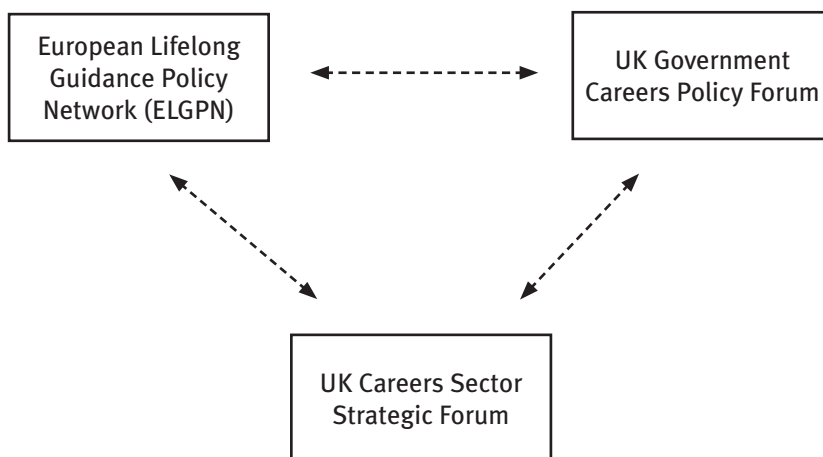 European Lifelong
Guidance Policy
Network (ELGPN)
UK Government
Careers Policy Forum
UK Careers Sector
Strategic Forum